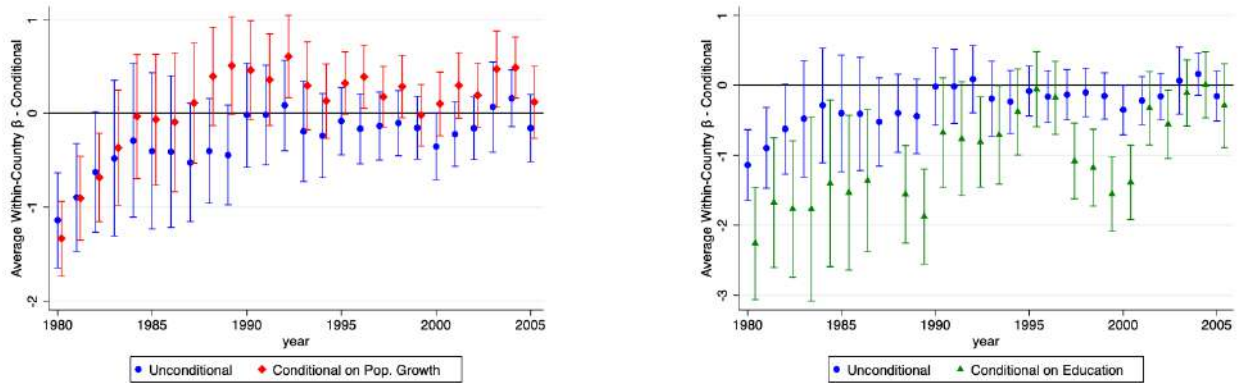 Average Within-Country β - Conditional
1
0
-1
-2
1980 1985 1990 1995 2000 2005
year
Unconditional Conditional on Pop. Growth
Average Within-Country β - Conditional
1
0
-1
-2
-3
1980 1985 1990 1995 2000 2005
year
Unconditional Conditional on Education